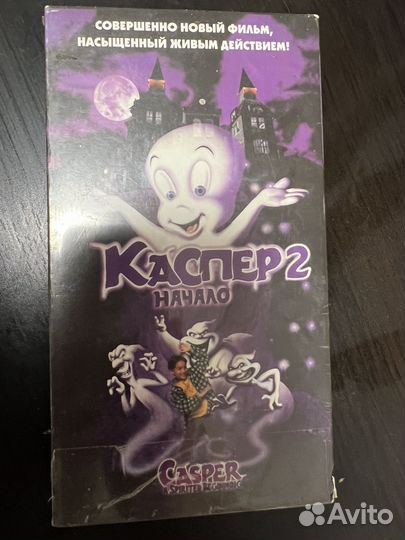 СОВЕРШЕННО НОВЫЙ ФИЛЬМ,
НАСЫЩЕННЫЙ ЖИВЫМ ДЕЙСТВИЕМ!
КАСПЕР 2
НАЧАЛО
CASPER
A SPIRITED BEGINNING
Avito